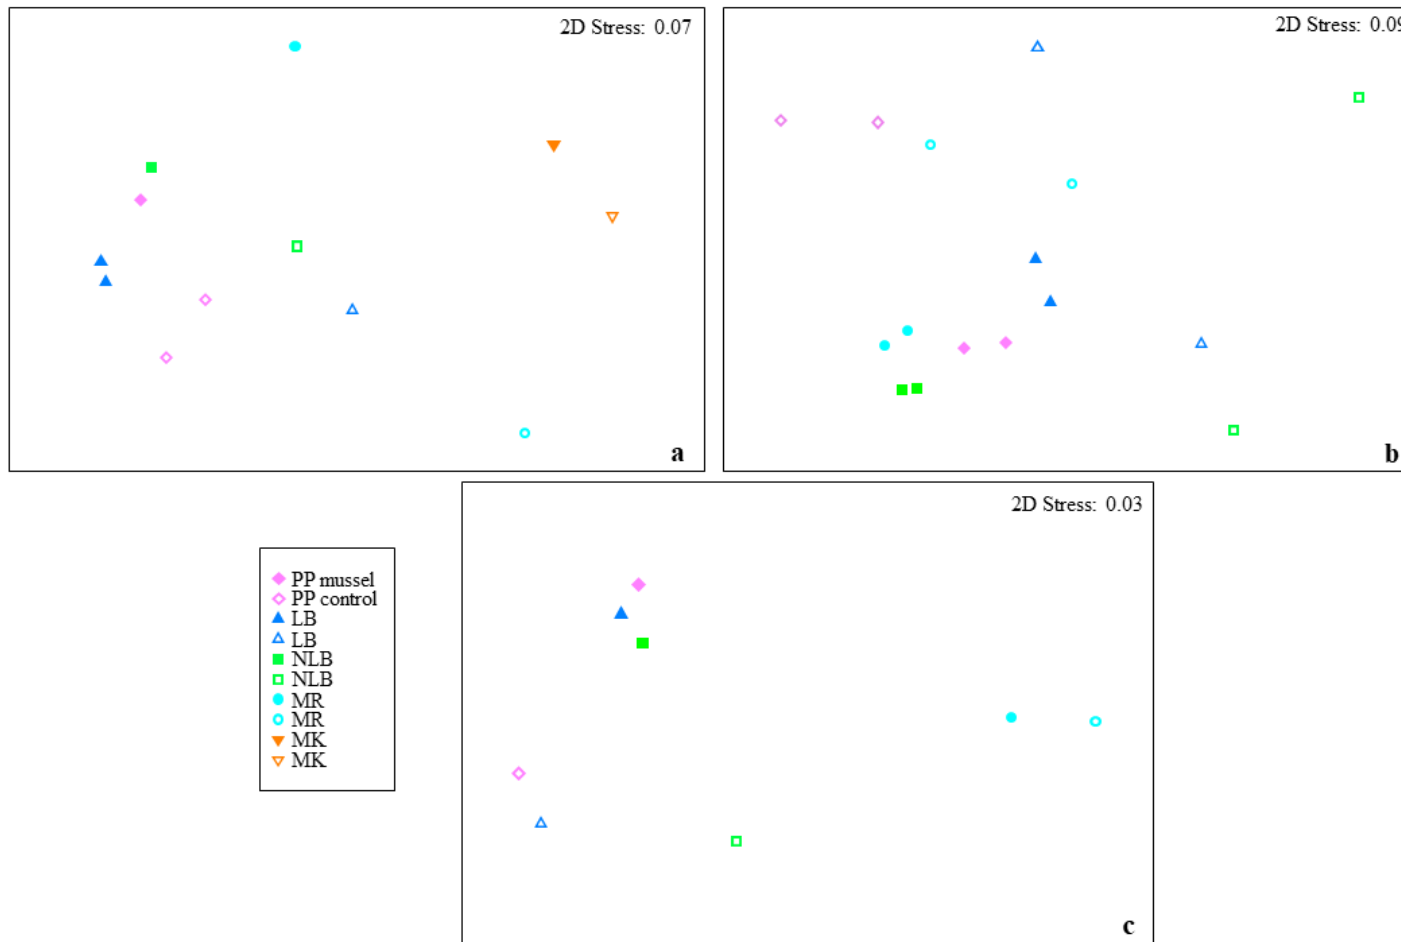 2D Stress: 0.07
a
2D Stress: 0.09
b
2D Stress: 0.03
PP mussel
PP control
LB
LB
NLB
NLB
MR
MR
MK
MK
c